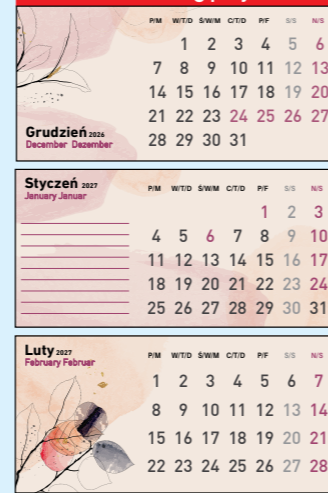 P/M W/T/D Ś/W/M C/T/D P/F S/S N/S
1 2 3 4 5 6
7 8 9 10 11 12 13
14 15 16 17 18 19 20
21 22 23 24 25 26 27
28 29 30 31
Grudzień 2026
December Dezember
Styczeń 2027
January Januar
P/M W/T/D Ś/W/M C/T/D P/F S/S N/S
1 2 3
4 5 6 7 8 9 10
11 12 13 14 15 16 17
18 19 20 21 22 23 24
25 26 27 28 29 30 31
Luty 2027
February Februar
P/M W/T/D Ś/W/M C/T/D P/F S/S N/S
1 2 3 4 5 6 7
8 9 10 11 12 13 14
15 16 17 18 19 20 21
22 23 24 25 26 27 28